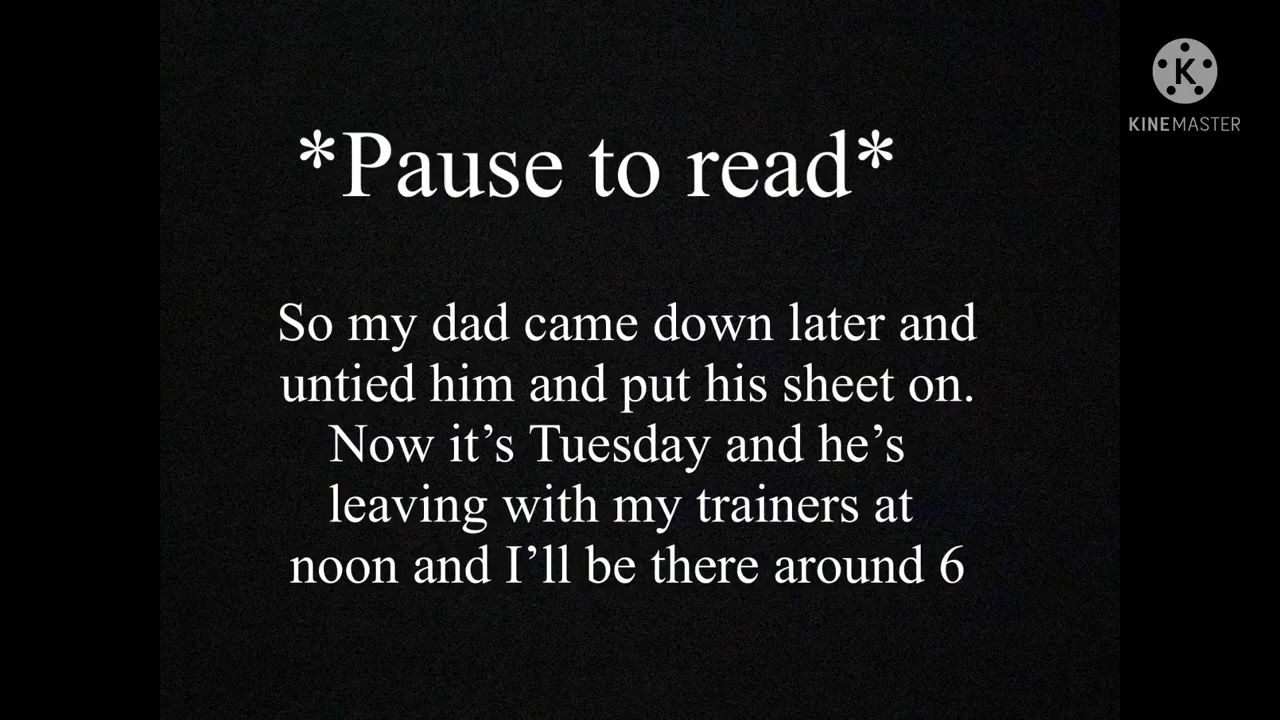 *Pause to read*
So my dad came down later and
untied him and put his sheet on.
Now it’s Tuesday and he’s
leaving with my trainers at
noon and I’ll be there around 6
K
KINEMASTER